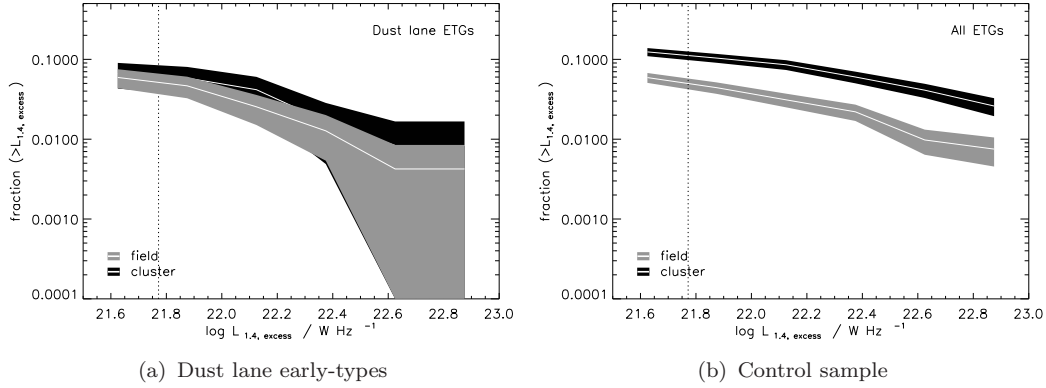 Dust lane ETGs
fraction (>L1.4, excess)
0.1000
0.0100
0.0010
0.0001
field
cluster
21.6 21.8 22.0 22.2 22.4 22.6 22.8 23.0
log L 1.4, excess / W Hz -1
(a) Dust lane early-types
All ETGs
fraction (>L1.4, excess)
0.1000
0.0100
0.0010
0.0001
field
cluster
21.6 21.8 22.0 22.2 22.4 22.6 22.8 23.0
log L 1.4, excess / W Hz -1
(b) Control sample